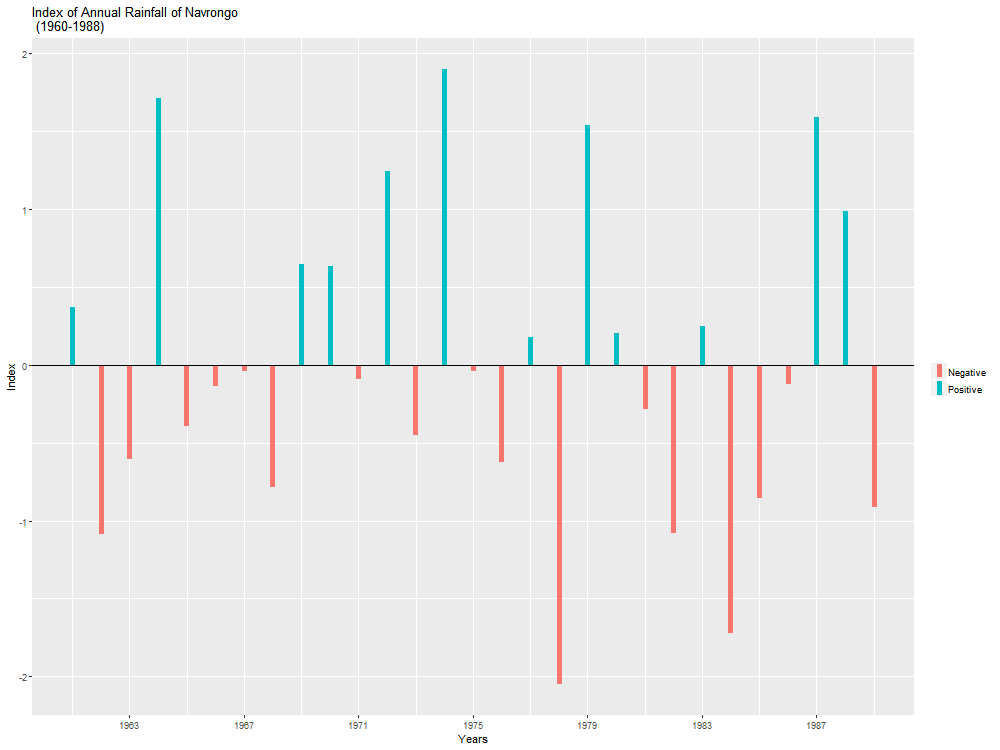 Index of Annual Rainfall of Navrongo
(1960-1988)
2
1
0
-1
-2
Index
1963 1967 1971 1975 1979 1983 1987
Years
Negative
Positive